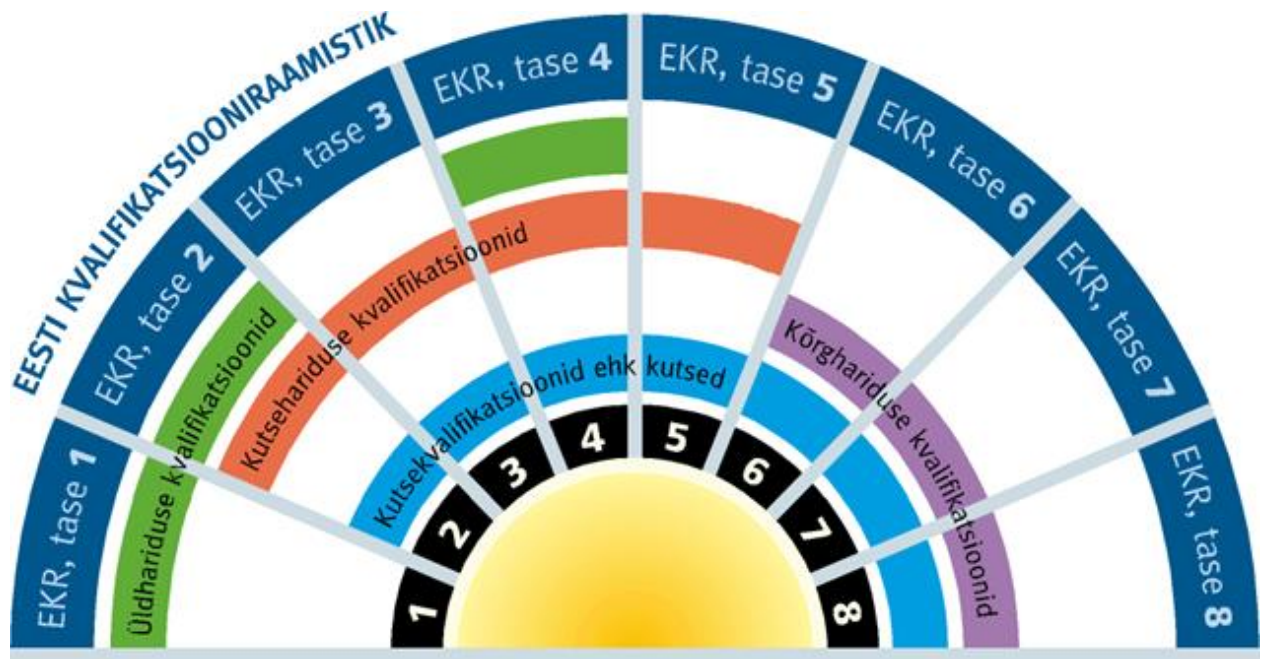 EESTI KVALIFIKATSIOONIRAAMISTIK
EKR, tase 1
EKR, tase 2
EKR, tase 3
EKR, tase 4
EKR, tase 5
EKR, tase 6
EKR, tase 7
EKR, tase 8
Üldhariduse kvalifikatsioonid
Kutsehariduse kvalifikatsioonid
Kutsekvalifikatsioonid ehk kutsed
Kõrghariduse kvalifikatsioonid
1
2
3
4
5
6
7
8